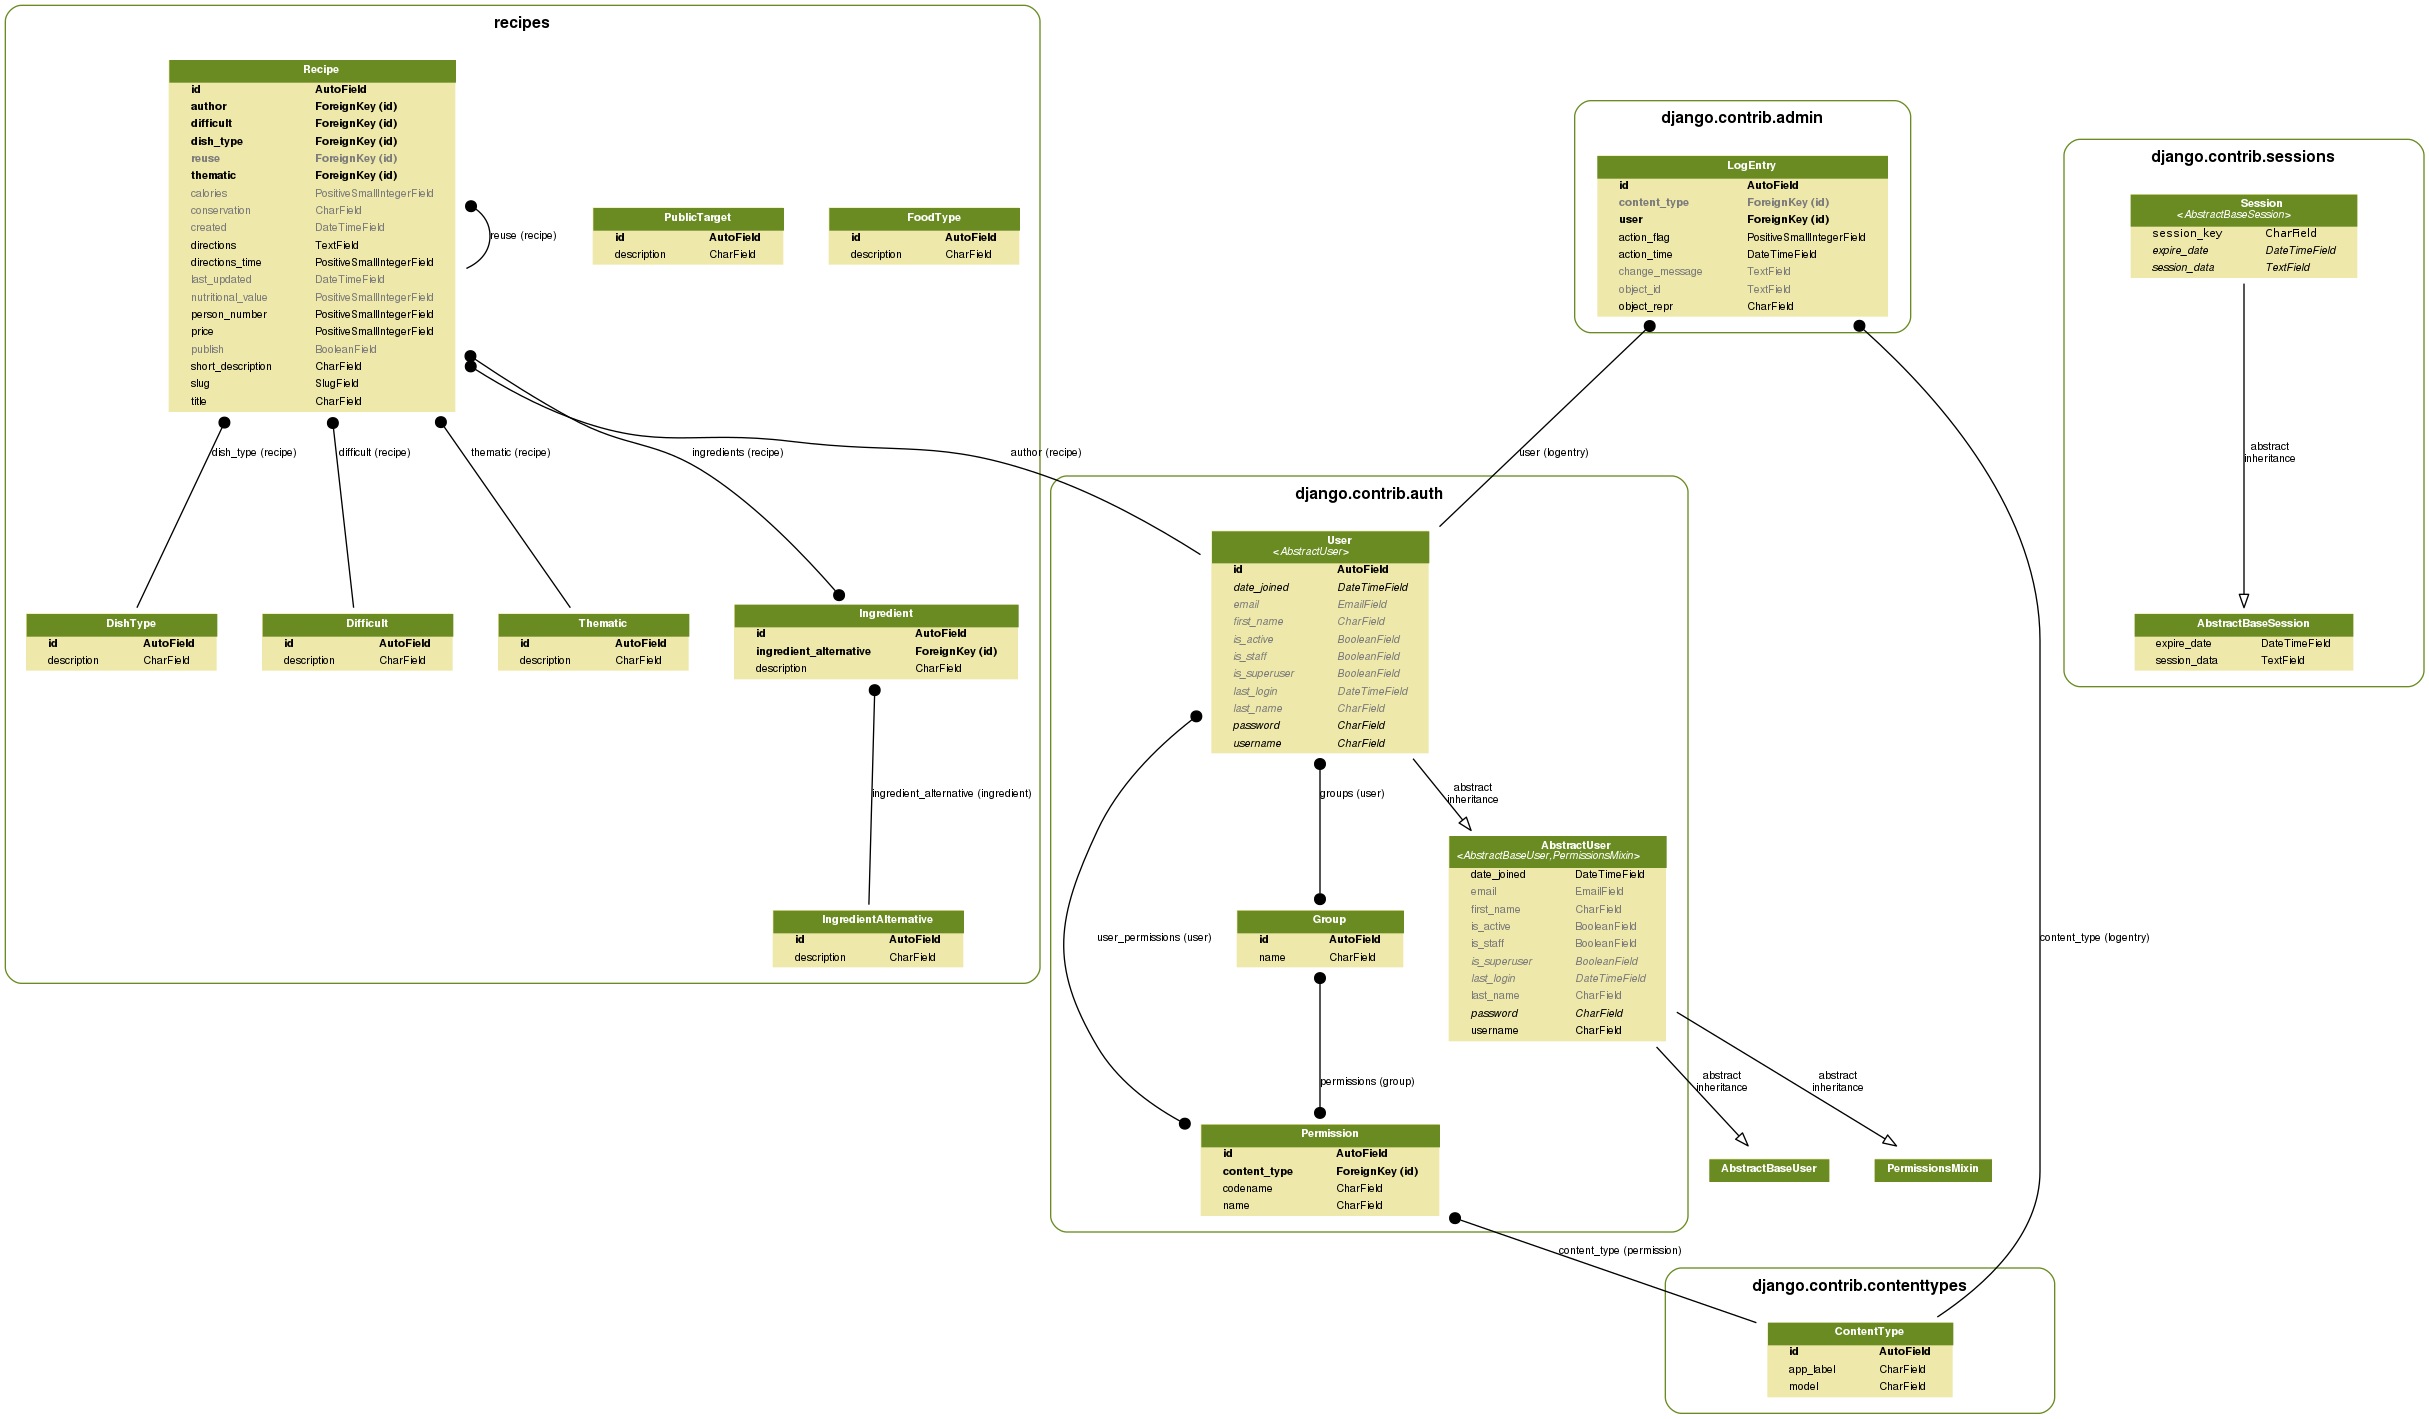 recipes
Recipe
id AutoField
author ForeignKey (id)
difficult ForeignKey (id)
dish_type ForeignKey (id)
reuse ForeignKey (id)
thematic ForeignKey (id)
calories PositiveSmallIntegerField
conservation CharField
created DateTimeField
directions TextField
directions_time PositiveSmallIntegerField
last_updated DateTimeField
nutritional_value PositiveSmallIntegerField
person_number PositiveSmallIntegerField
price PositiveSmallIntegerField
publish BooleanField
short_description CharField
slug SlugField
title CharField
reuse (recipe)
PublicTarget
id AutoField
description CharField
FoodType
id AutoField
description CharField
dish_type (recipe)
difficult (recipe)
thematic (recipe)
ingredients (recipe)
author (recipe)
DishType
id AutoField
description CharField
Difficult
id AutoField
description CharField
Thematic
id AutoField
description CharField
Ingredient
id AutoField
ingredient_alternative ForeignKey (id)
description CharField
ingredient_alternative (ingredient)
IngredientAlternative
id AutoField
description CharField
django.contrib.admin
LogEntry
id AutoField
content_type ForeignKey (id)
user ForeignKey (id)
action_flag PositiveSmallIntegerField
action_time DateTimeField
change_message TextField
object_id TextField
object_repr CharField
user (logentry)
content_type (logentry)
django.contrib.sessions
Session
<AbstractBaseSession>
session_key CharField
expire_date DateTimeField
session_data TextField
abstract
inheritance
AbstractBaseSession
expire_date DateTimeField
session_data TextField
django.contrib.auth
User
<AbstractUser>
id AutoField
date_joined DateTimeField
email EmailField
first_name CharField
is_active BooleanField
is_staff BooleanField
is_superuser BooleanField
last_login DateTimeField
last_name CharField
password CharField
username CharField
groups (user)
abstract
inheritance
user_permissions (user)
Group
id AutoField
name CharField
AbstractUser
<AbstractBaseUser,PermissionsMixin>
date_joined DateTimeField
email EmailField
first_name CharField
is_active BooleanField
is_staff BooleanField
is_superuser BooleanField
last_login DateTimeField
last_name CharField
password CharField
username CharField
permissions (group)
abstract
inheritance
abstract
inheritance
Permission
id AutoField
content_type ForeignKey (id)
codename CharField
name CharField
AbstractBaseUser
PermissionsMixin
content_type (permission)
django.contrib.contenttypes
ContentType
id AutoField
app_label CharField
model CharField